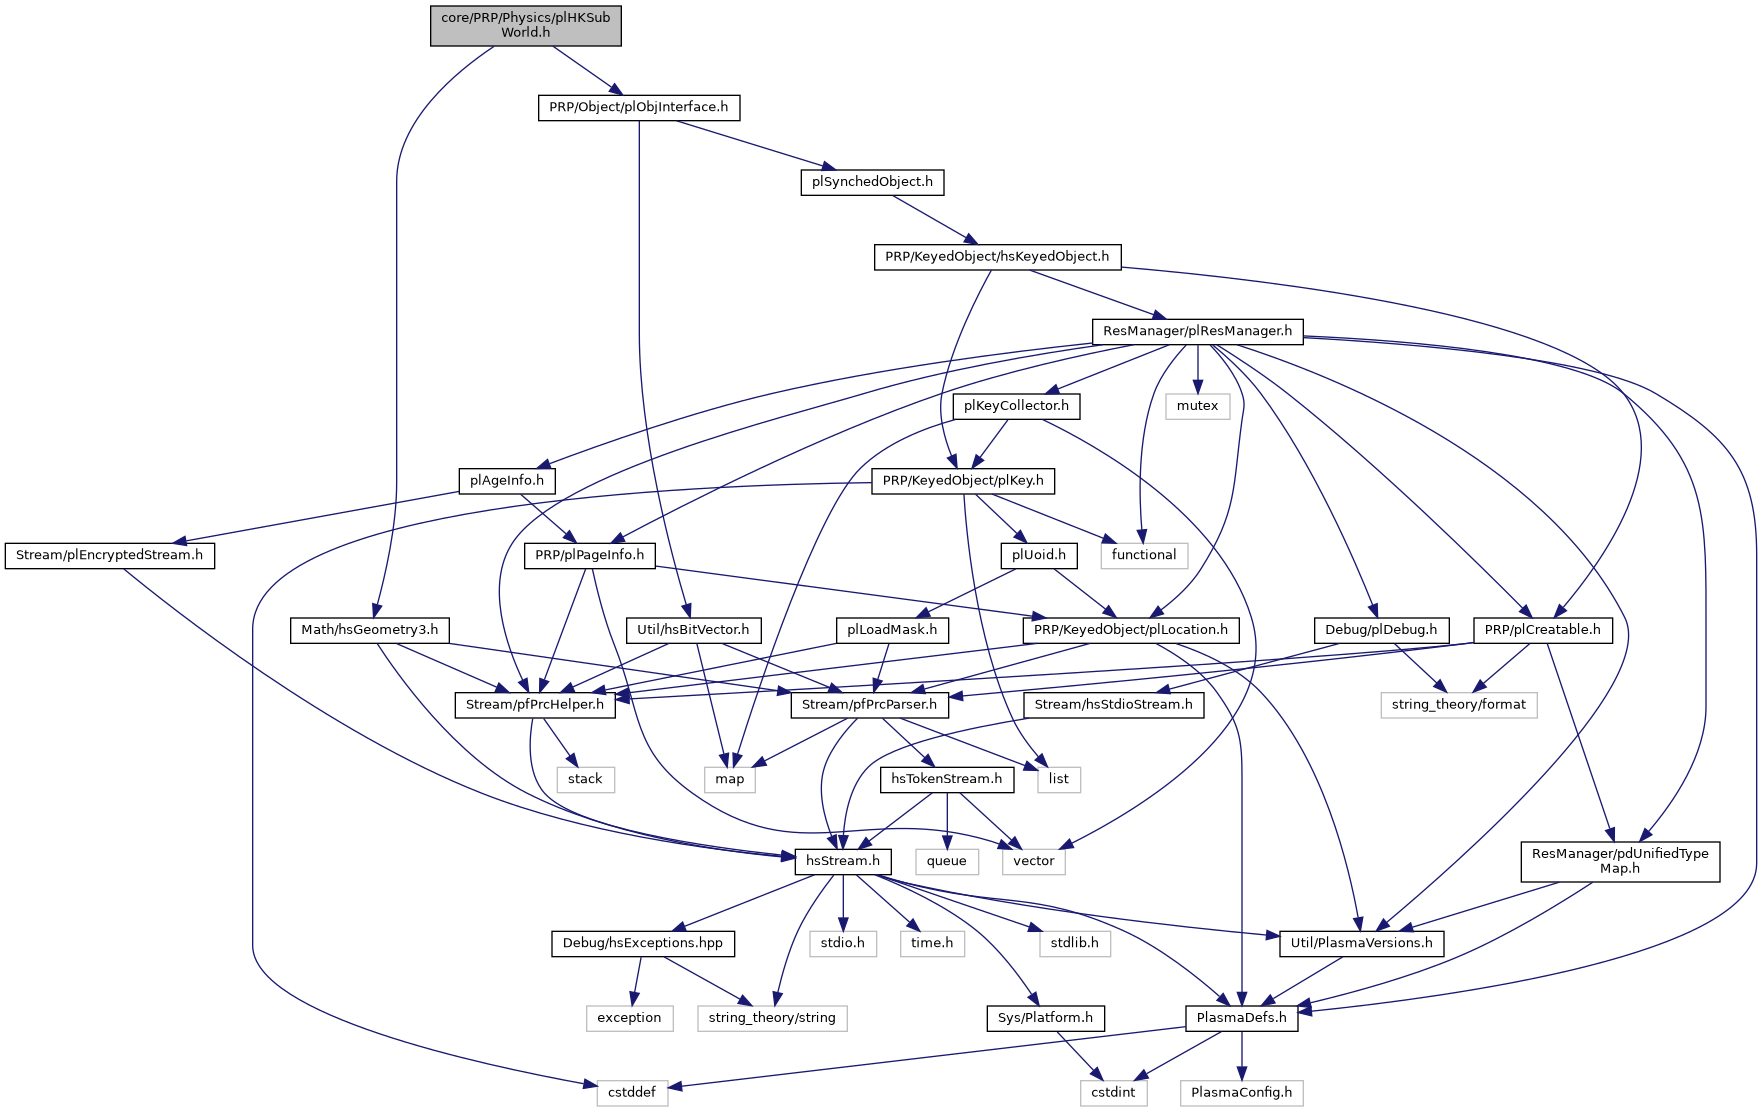 core/PRP/Physics/plHKSub
World.h
PRP/Object/plObjInterface.h
plSynchedObject.h
PRP/KeyedObject/hsKeyedObject.h
ResManager/plResManager.h
plKeyCollector.h
mutex
plAgeInfo.h
PRP/KeyedObject/plKey.h
Stream/plEncryptedStream.h
PRP/plPageInfo.h
plUoid.h
functional
Math/hsGeometry3.h
Util/hsBitVector.h
plLoadMask.h
PRP/KeyedObject/plLocation.h
Debug/plDebug.h
PRP/plCreatable.h
Stream/pfPrcHelper.h
Stream/pfPrcParser.h
Stream/hsStdioStream.h
string_theory/format
stack
map
hsTokenStream.h
list
hsStream.h
queue
vector
ResManager/pdUnifiedType
Map.h
Debug/hsExceptions.hpp
stdio.h
time.h
stdlib.h
Util/PlasmaVersions.h
exception
string_theory/string
Sys/Platform.h
PlasmaDefs.h
cstddef
cstdint
PlasmaConfig.h